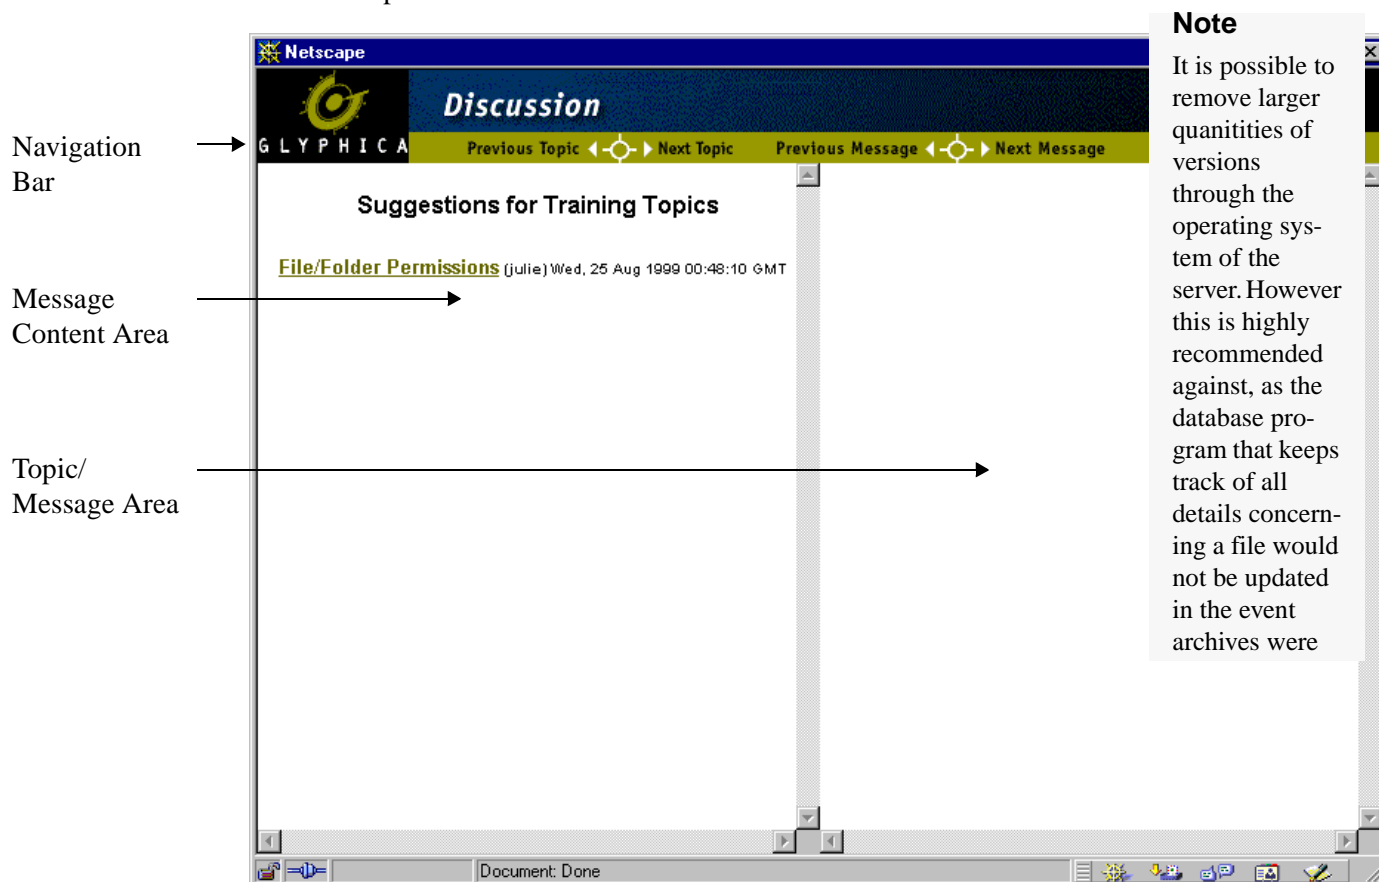 Netscape
GLYPHICA
Discussion
Previous Topic Next Topic Previous Message Next Message
Navigation
Bar
Suggestions for Training Topics
File/Folder Permissions (julie) Wed, 25 Aug 1999 00:48:10 GMT
Message
Content Area
Topic/
Message Area
Document: Done
Note
It is possible to
remove larger
quanitities of
versions
through the
operating sys-
tem of the
server. However
this is highly
recommended
against, as the
database pro-
gram that keeps
track of all
details concern-
ing a file would
not be updated
in the event
archives were